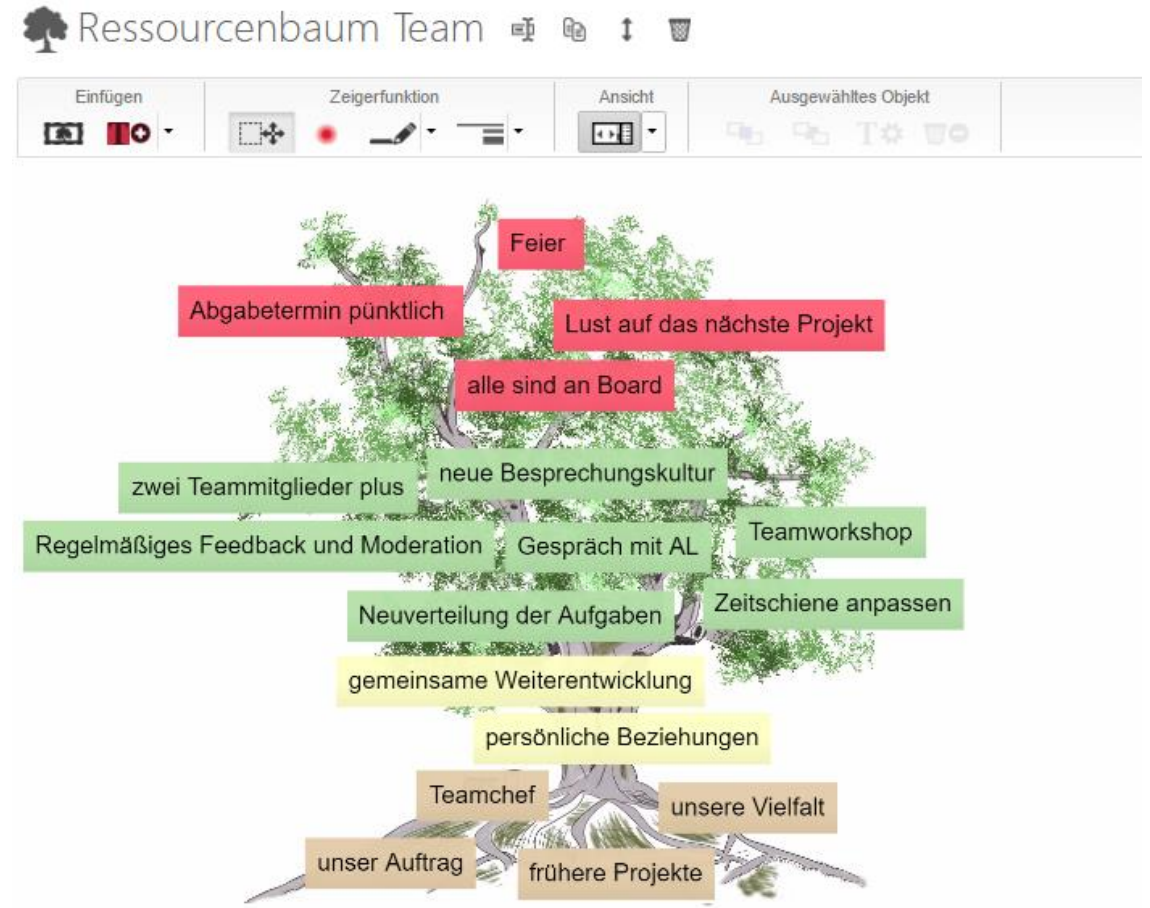 Ressourcenbaum Team
Einfügen
Zeigerfunktion
Ansicht
Ausgewähltes Objekt
Feier
Abgabetermin pünktlich
Lust auf das nächste Projekt
alle sind an Board
neue Besprechungskultur
zwei Teammitglieder plus
Teamworkshop
Regelmäßiges Feedback und Moderation
Gespräch mit AL
Zeitschiene anpassen
Neuverteilung der Aufgaben
gemeinsame Weiterentwicklung
persönliche Beziehungen
Teamchef
unsere Vielfalt
unser Auftrag
frühere Projekte